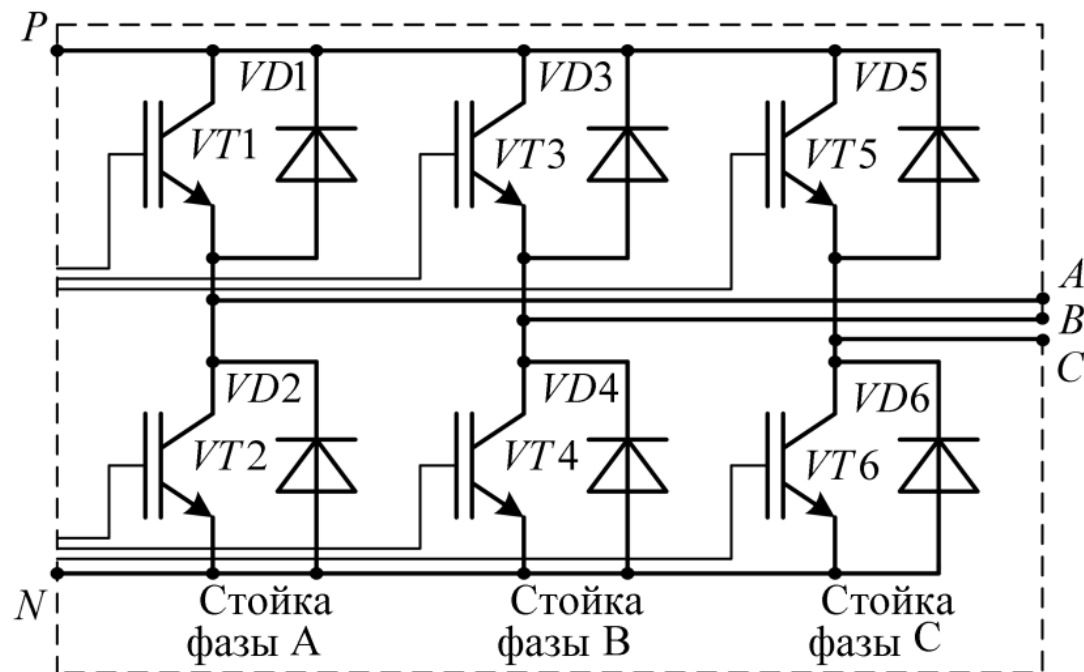 P
VD1
VD3
VD5
VT1
VT3
VT5
A
B
C
VD2
VD4
VD6
VT2
VT4
VT6
N
Стойка
фазы А
Стойка
фазы В
Стойка
фазы С